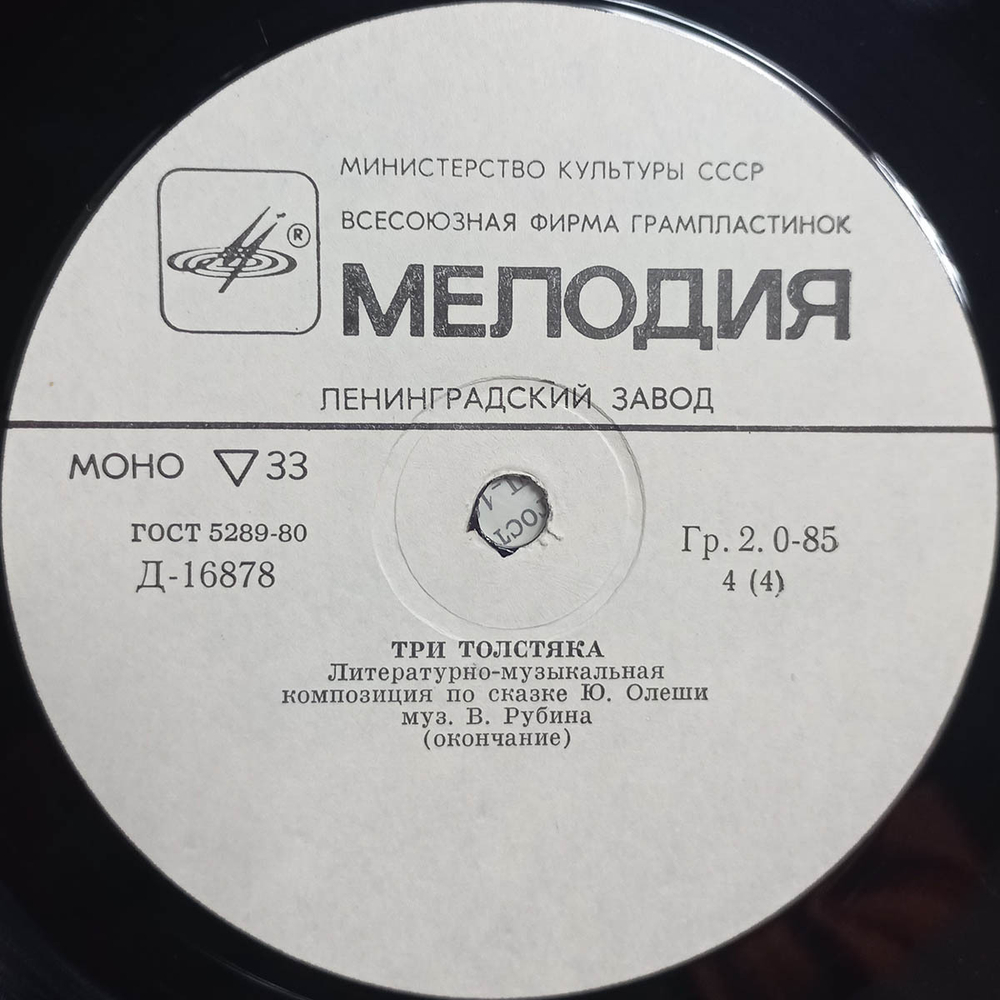 МИНИСТЕРСТВО КУЛЬТУРЫ СССР
ВСЕСОЮЗНАЯ ФИРМА ГРАМПЛАСТИНОК
®
МЕЛОДИЯ
ЛЕНИНГРАДСКИЙ ЗАВОД
МОНО ▽ 33
ГОСТ 5289-80
Д-16878
Гр. 2. 0-85
4 (4)
ГОСТ
ТРИ ТОЛСТЯКА
Литературно-музыкальная
композиция по сказке Ю. Олеши
муз. В. Рубина
(окончание)